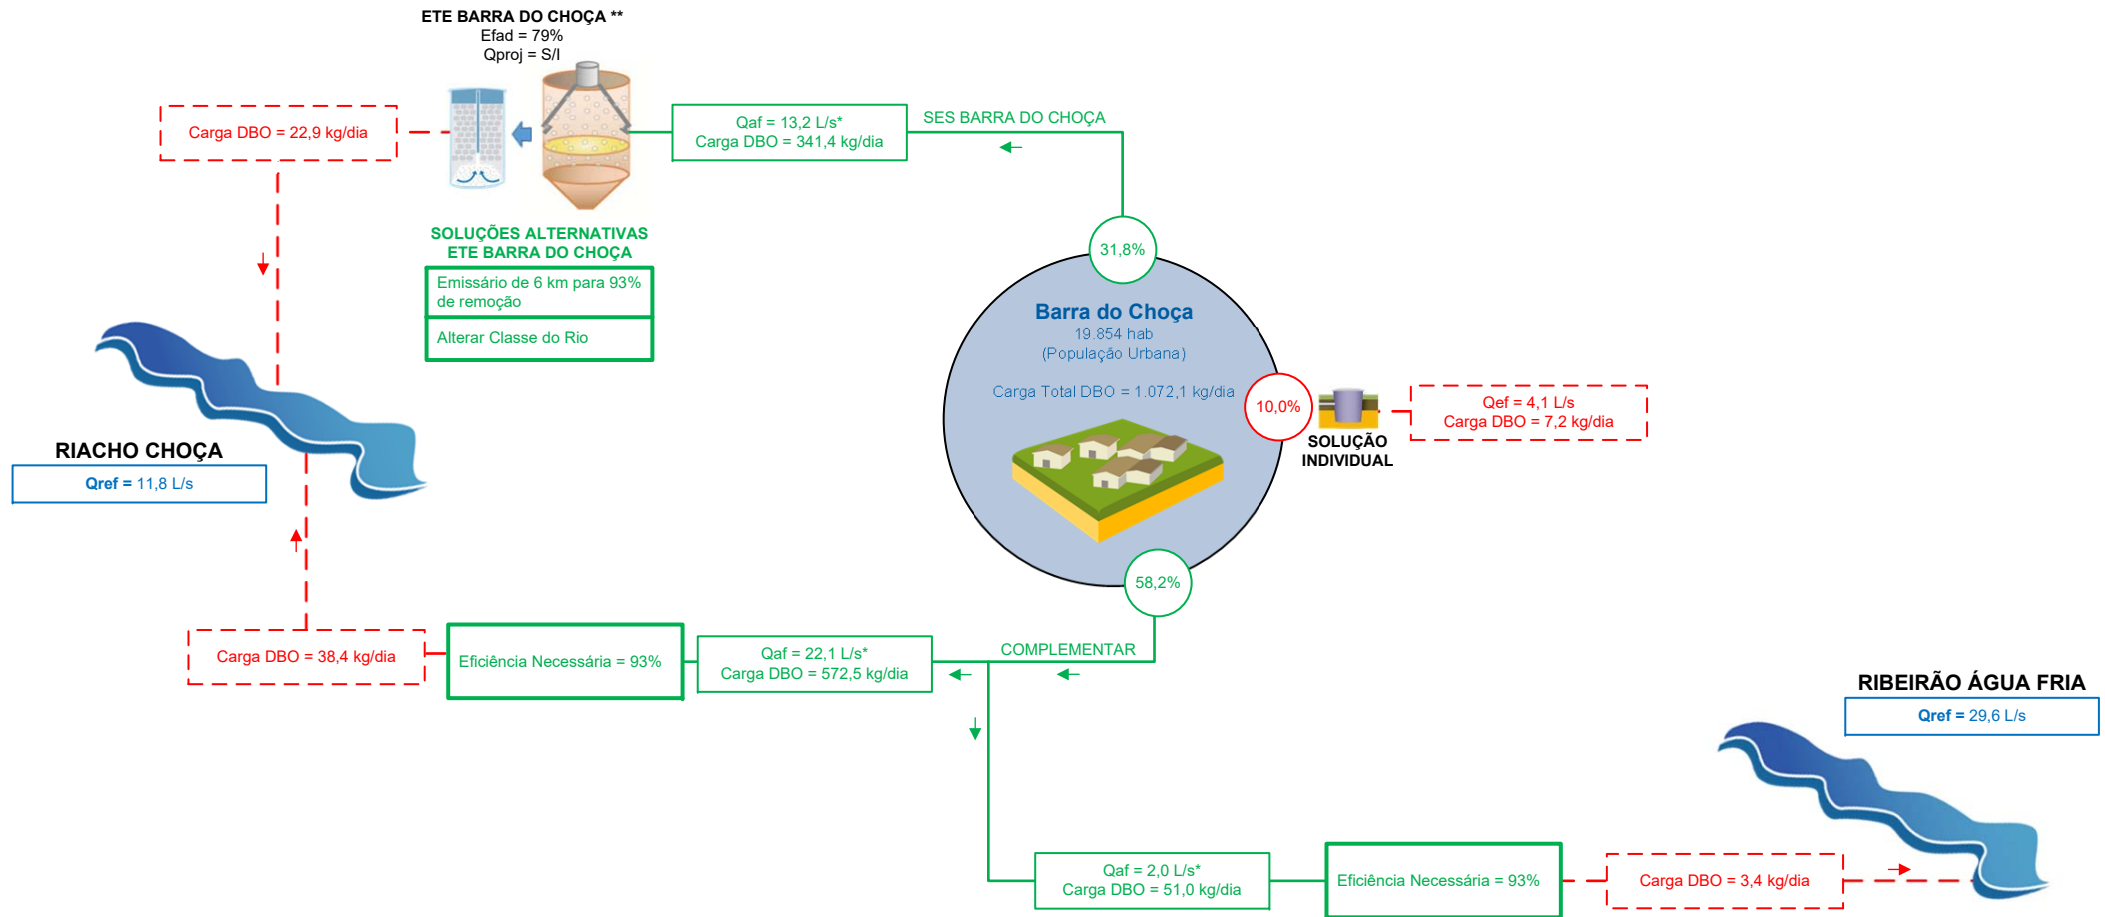 ETE BARRA DO CHOÇA **
Efad = 79%
Qproj = S/I
Carga DBO = 22,9 kg/dia
Qaf = 13,2 L/s*
Carga DBO = 341,4 kg/dia
SES BARRA DO CHOÇA
SOLUÇÕES ALTERNATIVAS
ETE BARRA DO CHOÇA
Emissário de 6 km para 93%
de remoção
Alterar Classe do Rio
31,8%
Barra do Choça
19.854 hab
(População Urbana)
Carga Total DBO = 1.072,1 kg/dia
10,0%
SOLUÇÃO
INDIVIDUAL
Qef = 4,1 L/s
Carga DBO = 7,2 kg/dia
RIACHO CHOÇA
Qref = 11,8 L/s
58,2%
COMPLEMENTAR
Carga DBO = 38,4 kg/dia
Eficiência Necessária = 93%
Qaf = 22,1 L/s*
Carga DBO = 572,5 kg/dia
RIBEIRÃO ÁGUA FRIA
Qref = 29,6 L/s
Qaf = 2,0 L/s*
Carga DBO = 51,0 kg/dia
Eficiência Necessária = 93%
Carga DBO = 3,4 kg/dia